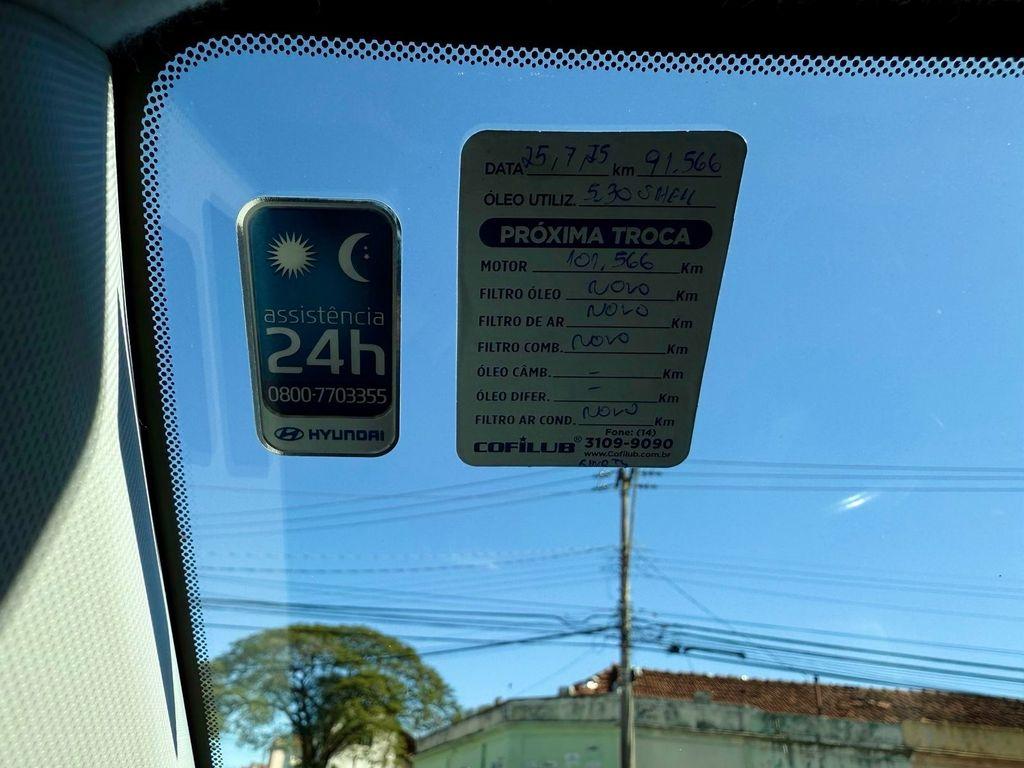 assistência
24h
0800-7703355
HYUNDAI
DATA 25,7,25 km 91.566
ÓLEO UTILIZ. 5.30 SHELL
PRÓXIMA TROCA
MOTOR 101,566 Km
FILTRO ÓLEO NOVO Km
FILTRO DE AR NOVO Km
FILTRO COMB. NOVO Km
ÓLEO CÂMB. - Km
ÓLEO DIFER. - Km
FILTRO AR COND. NOVO
COFILUB® Fone: (14)
3109-9090
www.Cofilub.com.br